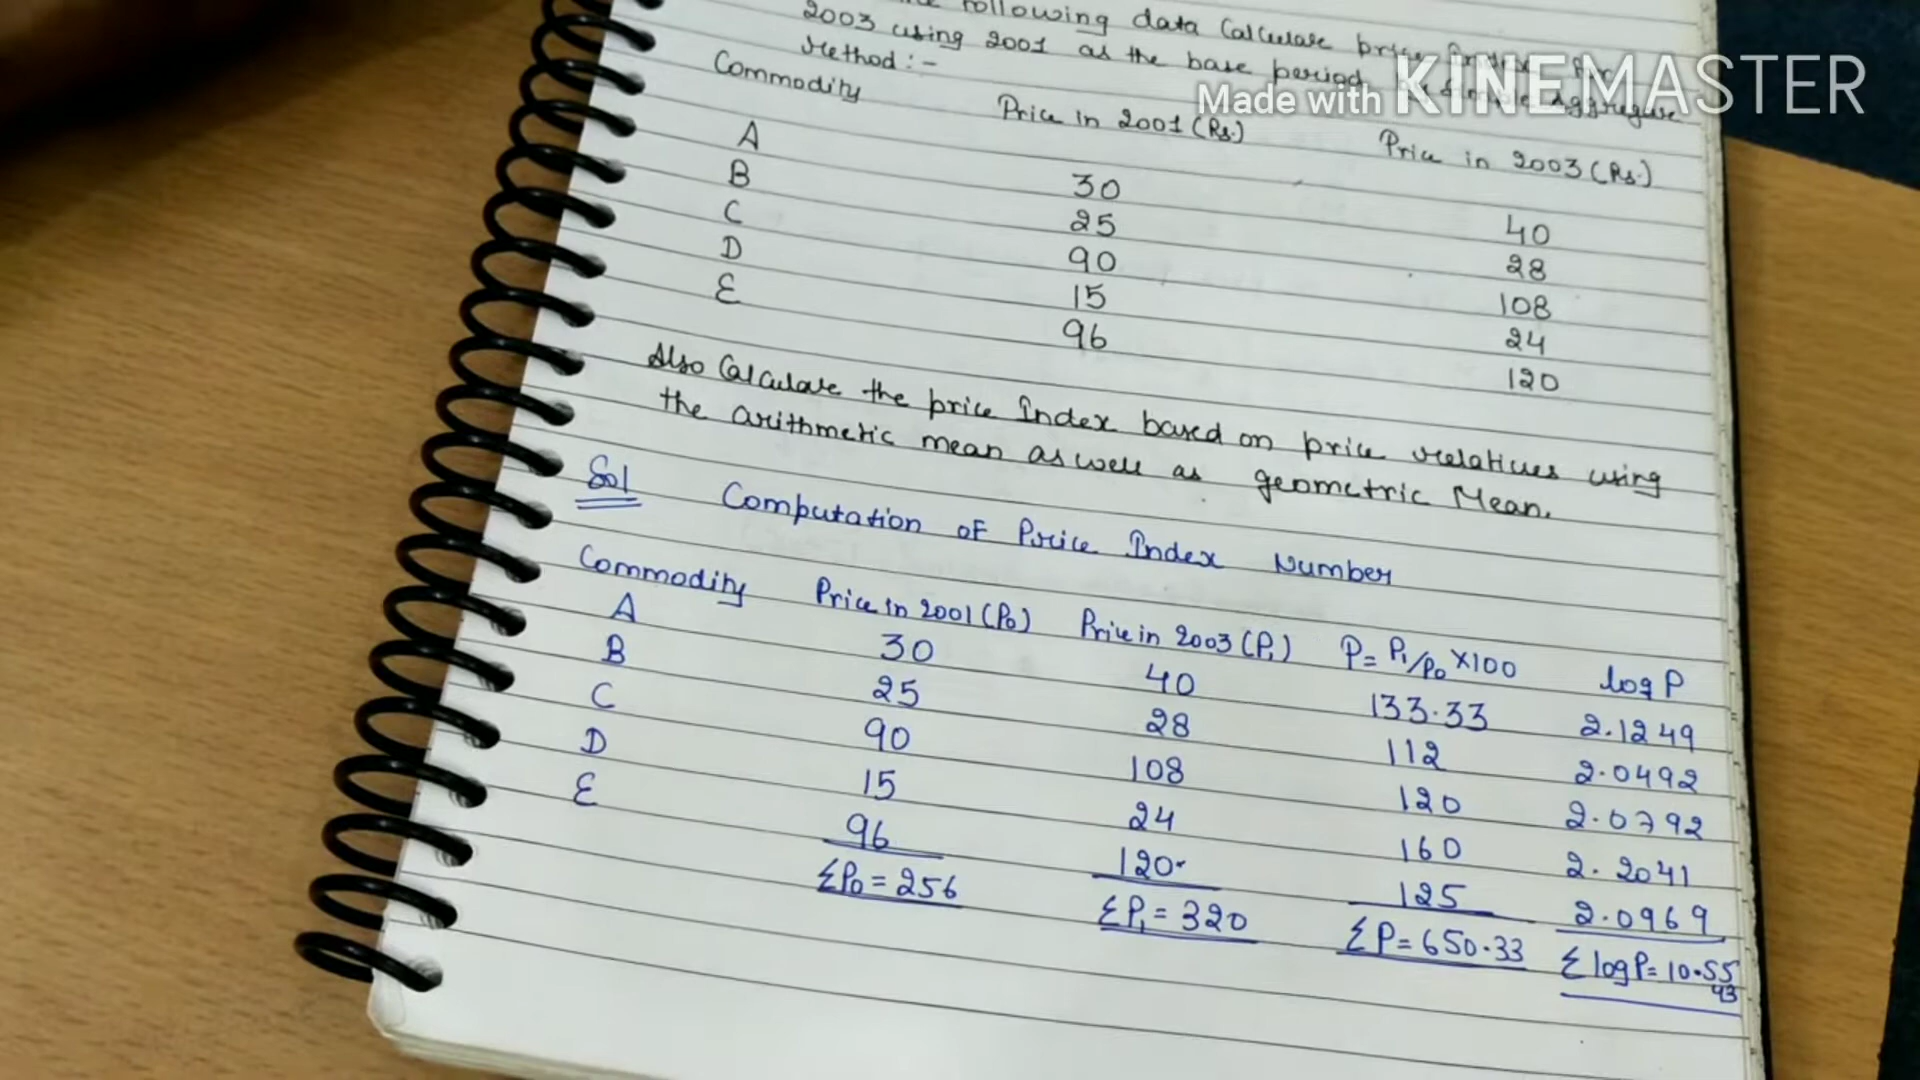 following data Calculate price Index for
2003 using 2001 as the base period Simple Aggregate
Method :-
Made with KINEMASTER
Commodity Price in 2001 (Rs.) Price in 2003 (Rs.)
A 30 40
B 25 28
C 90 108
D 15 24
E 96 120
Also Calculate the price Index based on price relatives using
the arithmetic mean as well as geometric Mean.
Sol Computation of Price Index Number
Commodity Price in 2001 (P0) Price in 2003 (P1) P = P1/P0 X100 log P
A 30 40 133.33 2.1249
B 25 28 112 2.0492
C 90 108 120 2.0792
D 15 24 160 2.2041
E 96 120 125 2.0969
ΣP0 = 256 ΣP1 = 320 ΣP = 650.33 Σ log P = 10.5543